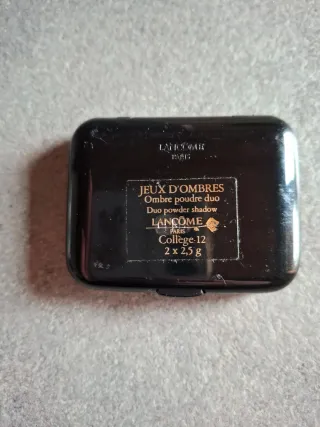 LANCÔME
PARIS
JEUX D'OMBRES
Ombre poudre duo
Duo powder shadow
LANCÔME
PARIS
Collège 12
2 x 2,5 g